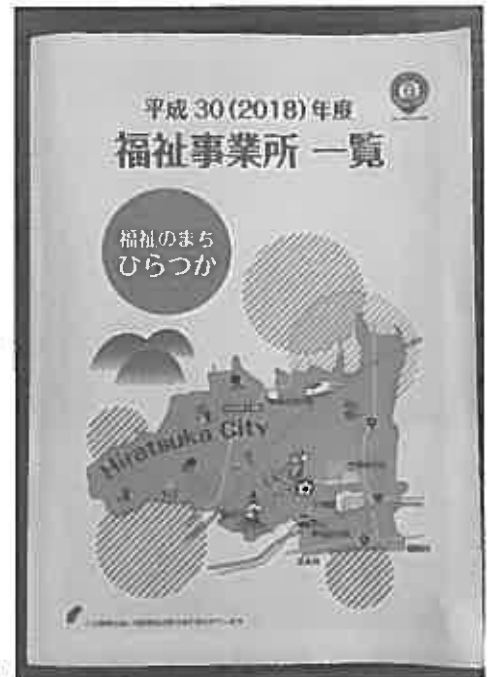 平成 30(2018)年度
福祉事業所 一覧
福祉のまち
ひらつか
Hiratsuka City